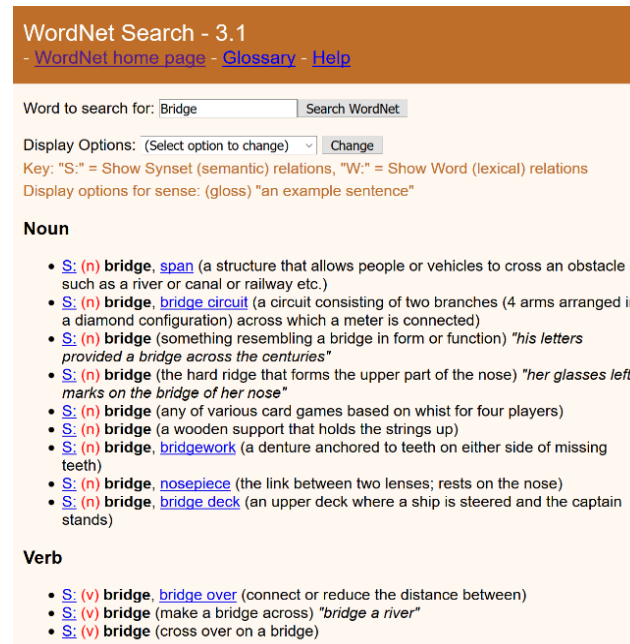 WordNet Search - 3.1
- WordNet home page - Glossary - Help
Word to search for: Bridge Search WordNet
Display Options: (Select option to change) Change
Key: "S:" = Show Synset (semantic) relations, "W:" = Show Word (lexical) relations
Display options for sense: (gloss) "an example sentence"
Noun
• S: (n) bridge, span (a structure that allows people or vehicles to cross an obstacle
such as a river or canal or railway etc.)
• S: (n) bridge, bridge circuit (a circuit consisting of two branches (4 arms arranged i
a diamond configuration) across which a meter is connected)
• S: (n) bridge (something resembling a bridge in form or function) "his letters
provided a bridge across the centuries"
• S: (n) bridge (the hard ridge that forms the upper part of the nose) "her glasses left
marks on the bridge of her nose"
• S: (n) bridge (any of various card games based on whist for four players)
• S: (n) bridge (a wooden support that holds the strings up)
• S: (n) bridge, bridgework (a denture anchored to teeth on either side of missing
teeth)
• S: (n) bridge, nosepiece (the link between two lenses; rests on the nose)
• S: (n) bridge, bridge deck (an upper deck where a ship is steered and the captain
stands)
Verb
• S: (v) bridge, bridge over (connect or reduce the distance between)
• S: (v) bridge (make a bridge across) "bridge a river"
• S: (v) bridge (cross over on a bridge)